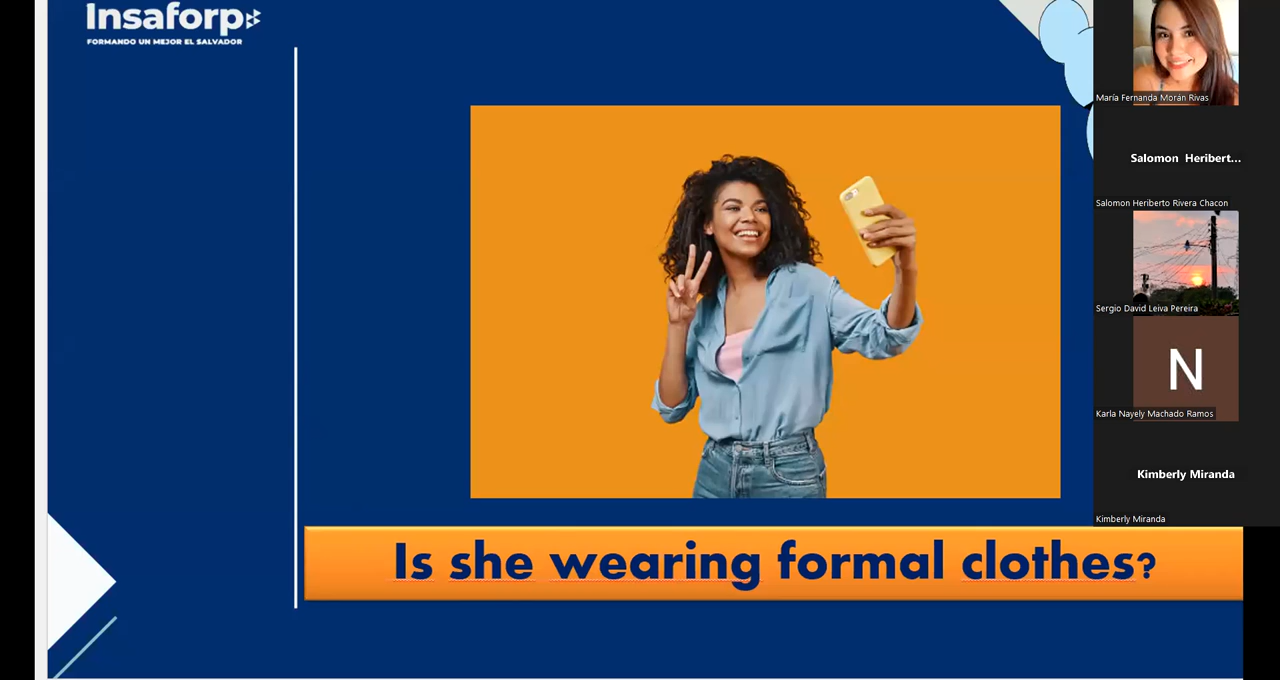 Insaforp
FORMANDO UN MEJOR EL SALVADOR
Is she wearing formal clothes?
María Fernanda Morán Rivas
Salomon Heribert...
Salomon Heriberto Rivera Chacon
Sergio David Leiva Pereira
N
Karla Nayely Machado Ramos
Kimberly Miranda
Kimberly Miranda